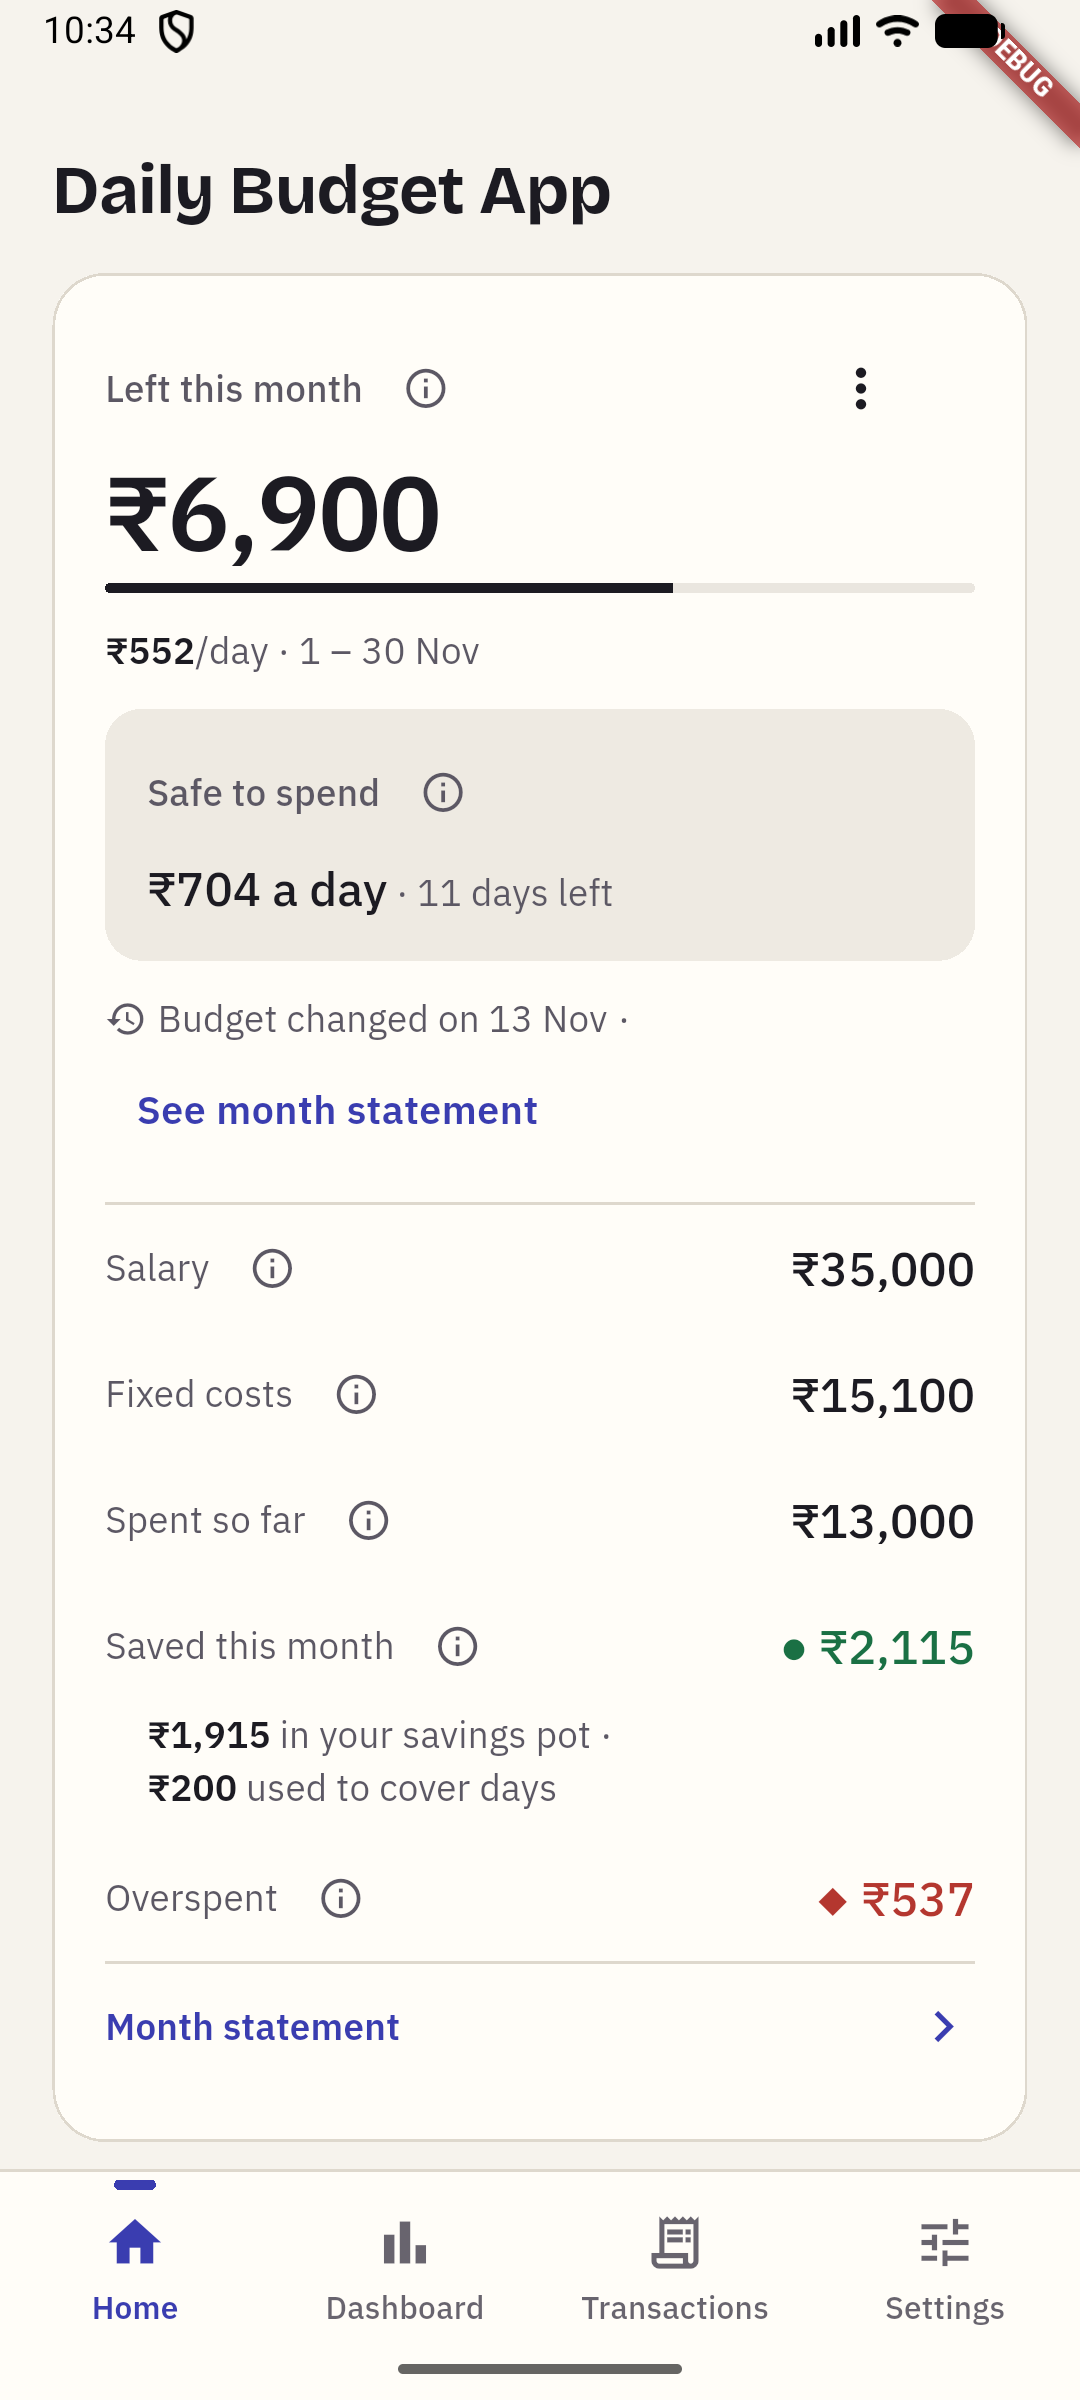 10:34
EBUG
Daily Budget App
Left this month
₹6,900
₹552/day · 1 – 30 Nov
Safe to spend
₹704 a day · 11 days left
Budget changed on 13 Nov ·
See month statement
Salary ₹35,000
Fixed costs ₹15,100
Spent so far ₹13,000
Saved this month ₹2,115
₹1,915 in your savings pot ·
₹200 used to cover days
Overspent ₹537
Month statement
Home Dashboard Transactions Settings